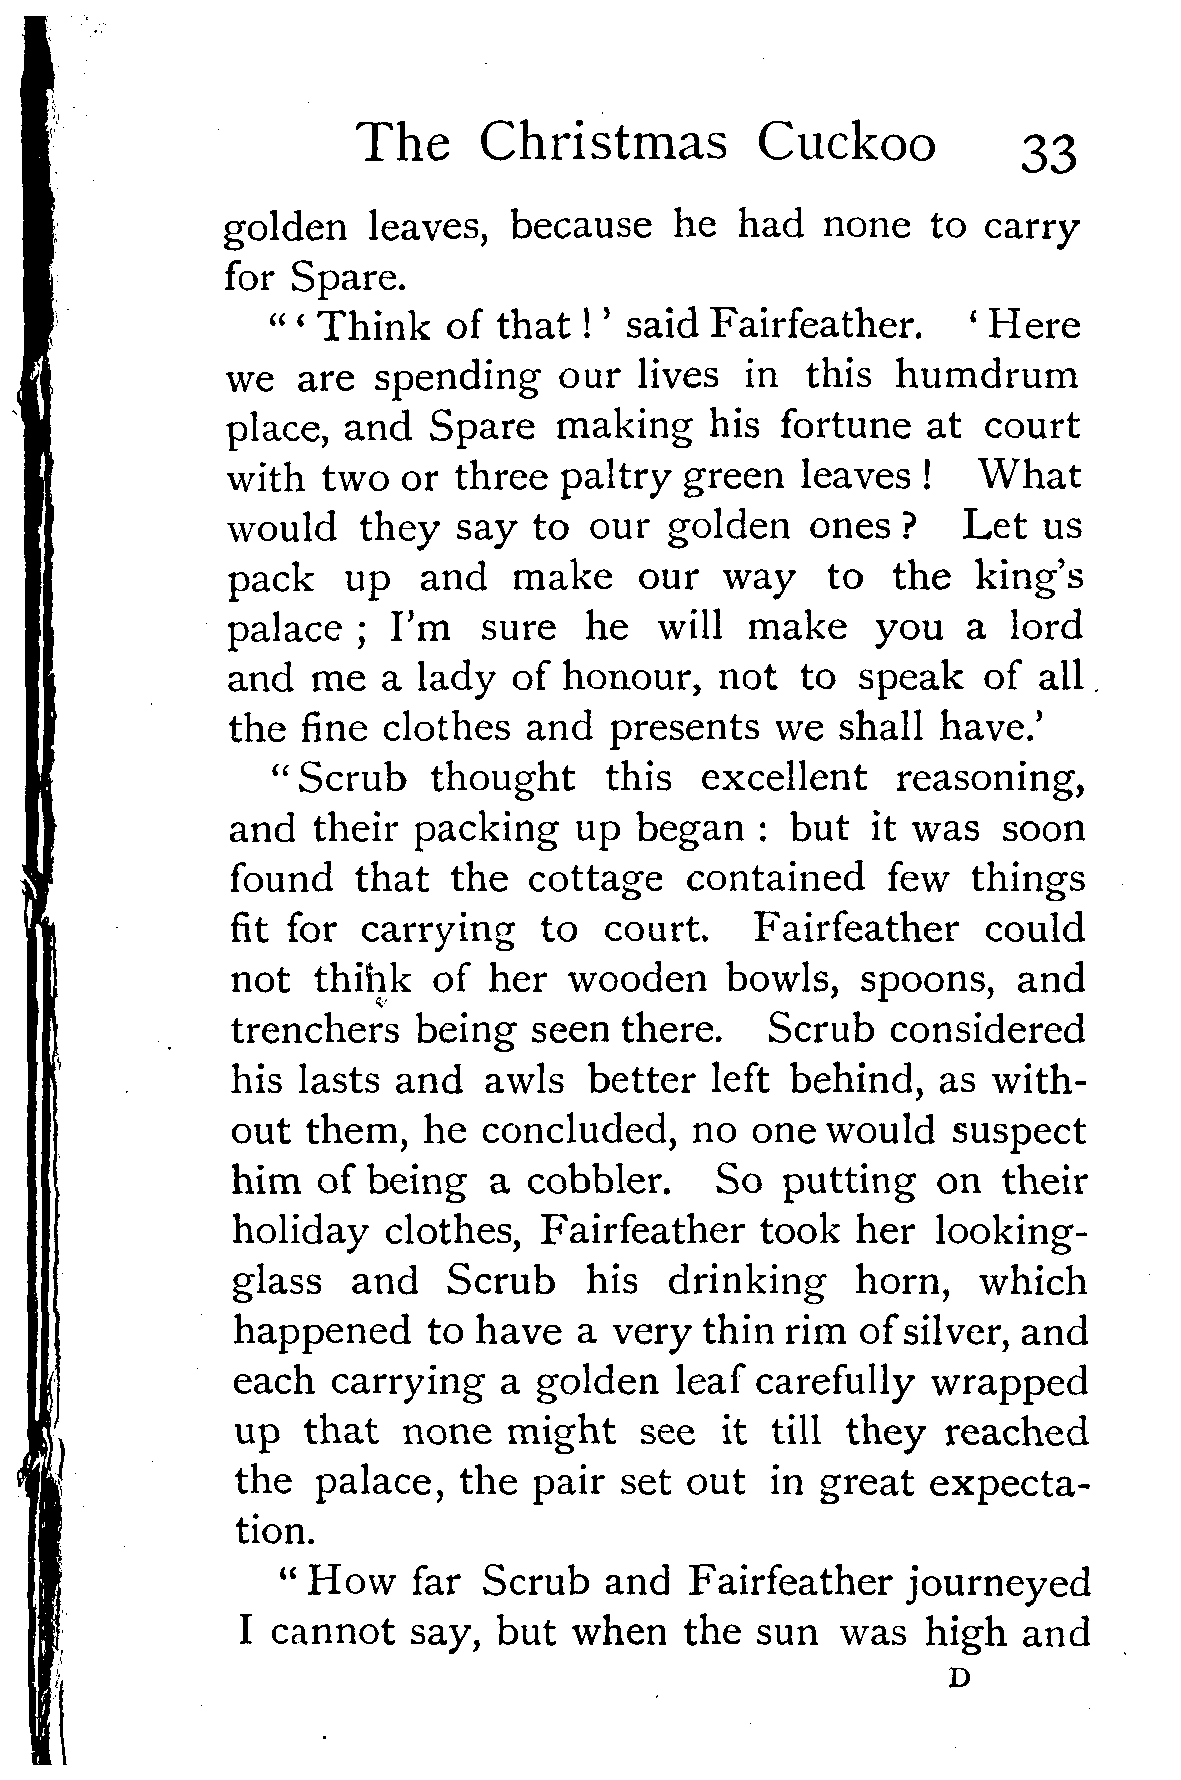 The Christmas Cuckoo 33
golden leaves, because he had none to carry
for Spare.
" ' Think of that ! ' said Fairfeather. ' Here
we are spending our lives in this humdrum
place, and Spare making his fortune at court
with two or three paltry green leaves ! What
would they say to our golden ones ? Let us
pack up and make our way to the king's
palace ; I'm sure he will make you a lord
and me a lady of honour, not to speak of all
the fine clothes and presents we shall have.'
" Scrub thought this excellent reasoning,
and their packing up began : but it was soon
found that the cottage contained few things
fit for carrying to court. Fairfeather could
not think of her wooden bowls, spoons, and
trenchers being seen there. Scrub considered
his lasts and awls better left behind, as with-
out them, he concluded, no one would suspect
him of being a cobbler. So putting on their
holiday clothes, Fairfeather took her looking-
glass and Scrub his drinking horn, which
happened to have a very thin rim of silver, and
each carrying a golden leaf carefully wrapped
up that none might see it till they reached
the palace, the pair set out in great expecta-
tion.
" How far Scrub and Fairfeather journeyed
I cannot say, but when the sun was high and
D